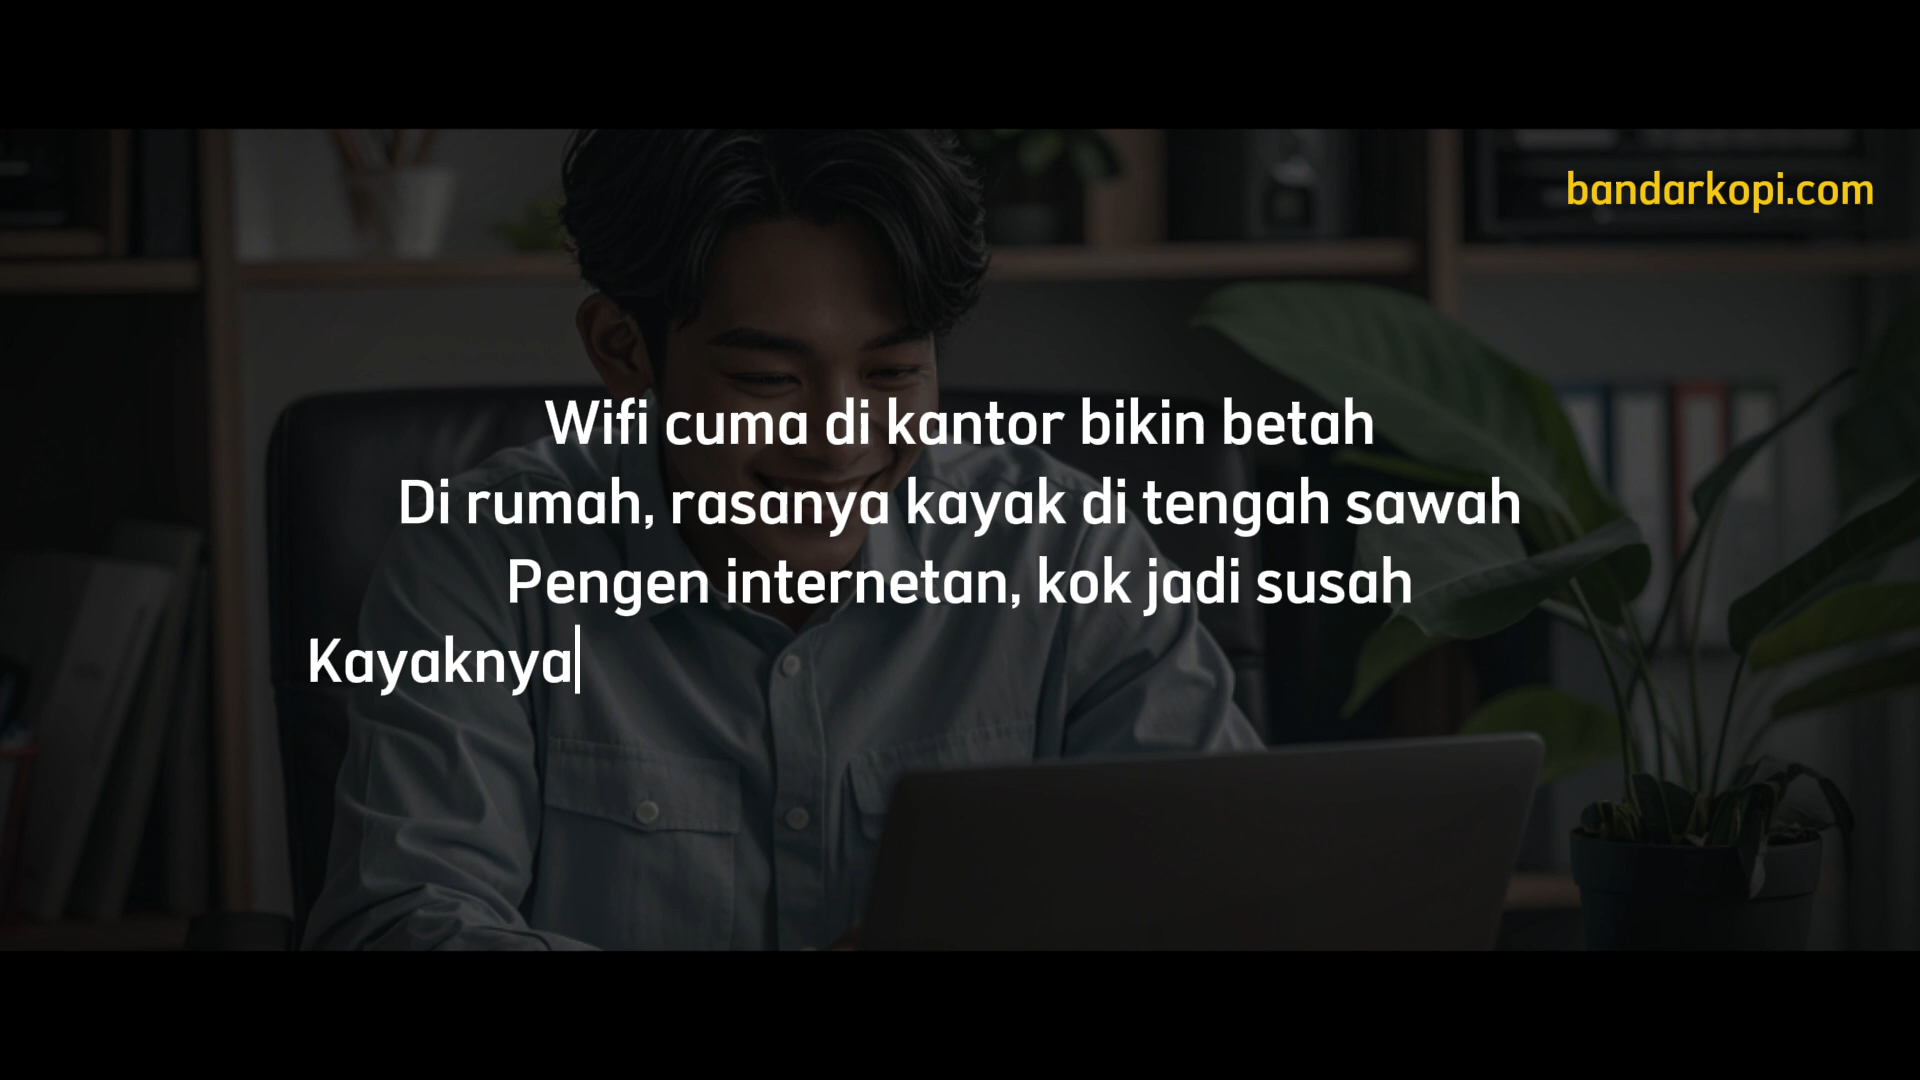 bandarkopi.com
Wifi cuma di kantor bikin betah
Di rumah, rasanya kayak di tengah sawah
Pengen internetan, kok jadi susah
Kayaknya